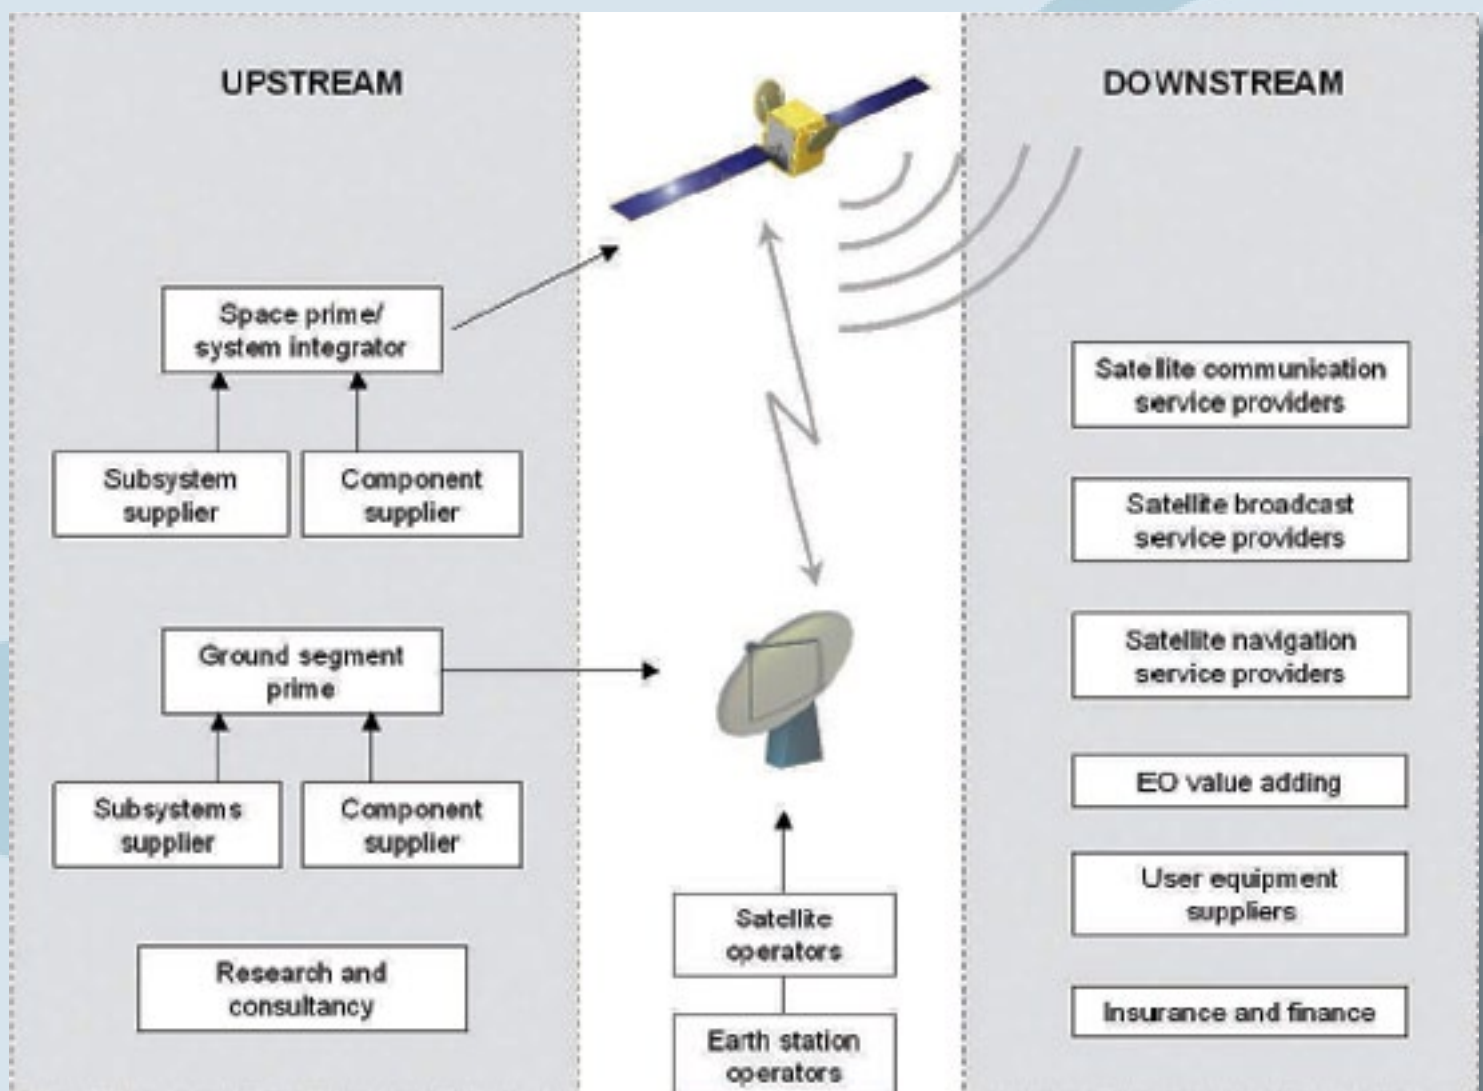 UPSTREAM
Space prime/
system integrator
Subsystem
supplier
Component
supplier
Ground segment
prime
Subsystems
supplier
Component
supplier
Research and
consultancy
Satellite
operators
Earth station
operators
DOWNSTREAM
Satellite communication
service providers
Satellite broadcast
service providers
Satellite navigation
service providers
EO value adding
User equipment
suppliers
Insurance and finance